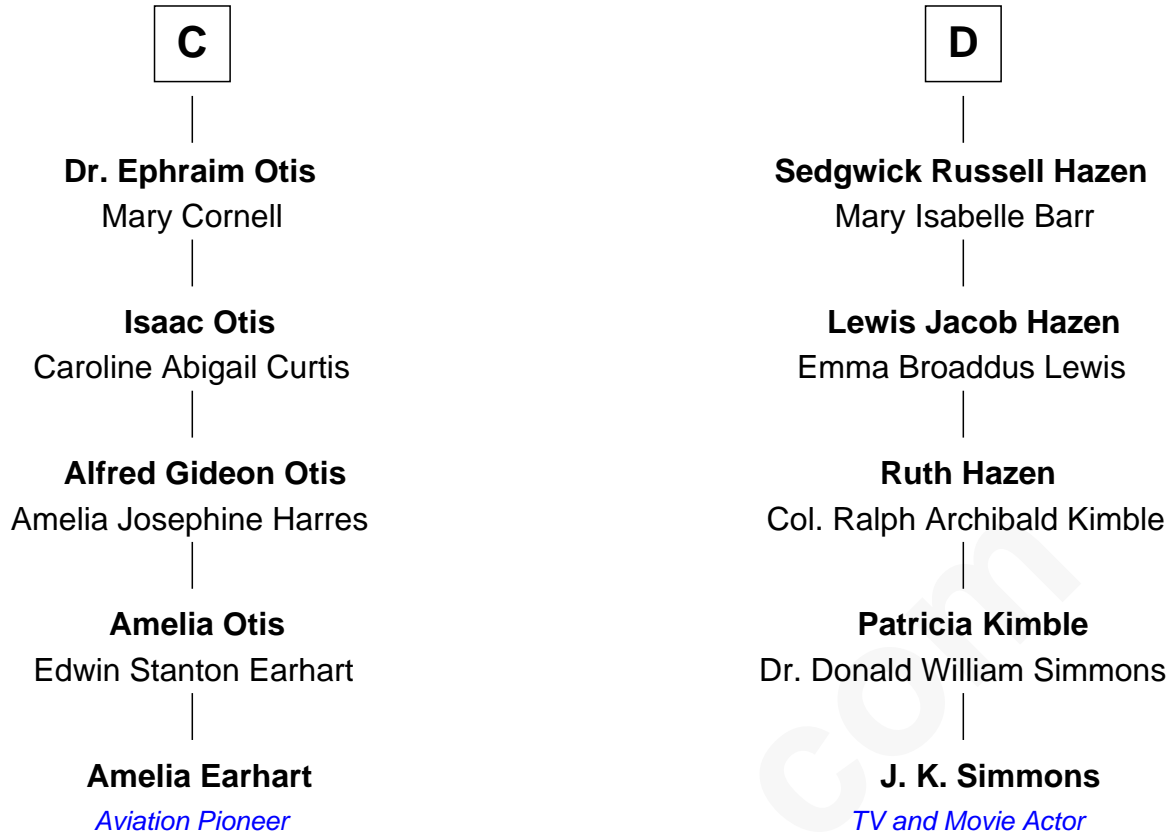 C
Dr. Ephraim Otis
Mary Cornell
Isaac Otis
Caroline Abigail Curtis
Alfred Gideon Otis
Amelia Josephine Harres
Amelia Otis
Edwin Stanton Earhart
Amelia Earhart
Aviation Pioneer
D
Sedgwick Russell Hazen
Mary Isabelle Barr
Lewis Jacob Hazen
Emma Broaddus Lewis
Ruth Hazen
Col. Ralph Archibald Kimble
Patricia Kimble
Dr. Donald William Simmons
J. K. Simmons
TV and Movie Actor
com